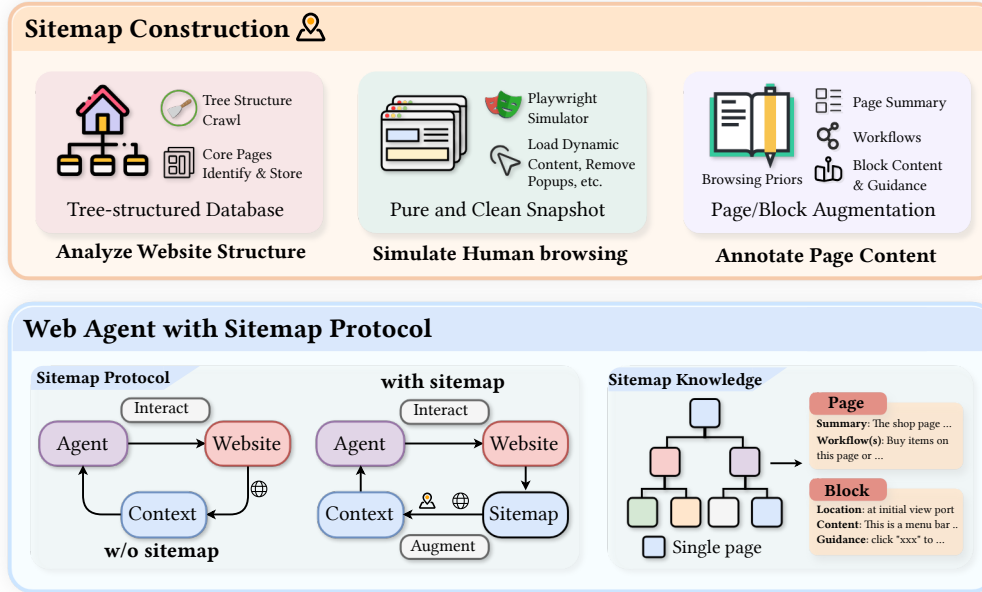 Sitemap Construction
Tree Structure
Crawl
Core Pages
Identify & Store
Tree-structured Database
Analyze Website Structure
Playwright
Simulator
Load Dynamic
Content, Remove
Popups, etc.
Pure and Clean Snapshot
Simulate Human browsing
Browsing Priors
Page Summary
Workflows
Block Content
& Guidance
Page/Block Augmentation
Annotate Page Content
Web Agent with Sitemap Protocol
Sitemap Protocol
Interact
Agent
Website
Context
w/o sitemap
with sitemap
Interact
Agent
Website
Context
Sitemap
Augment
Sitemap Knowledge
Single page
Page
Summary: The shop page ...
Workflow(s): Buy items on
this page or ...
Block
Location: at initial view port
Content: This is a menu bar ..
Guidance: click "xxx" to ...